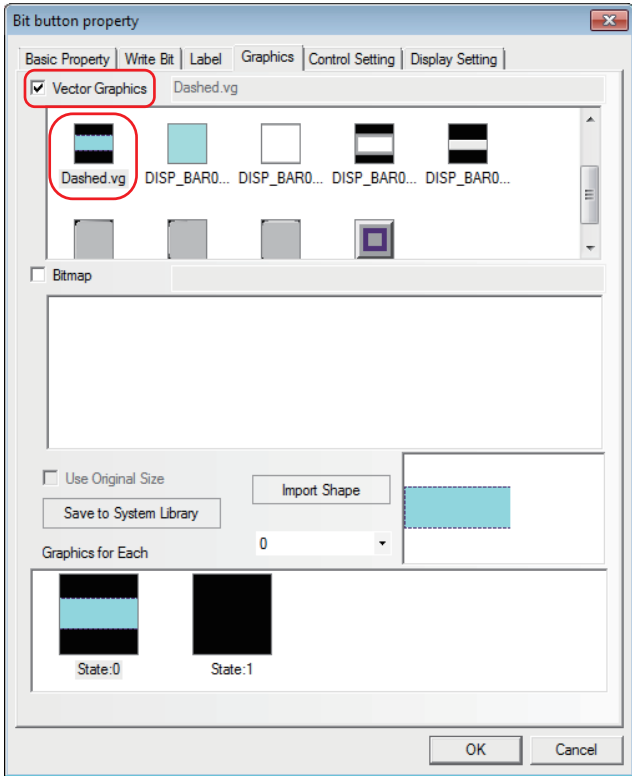 Bit button property
Basic Property Write Bit Label Graphics Control Setting Display Setting
Vector Graphics Dashed.vg
Dashed.vg DISP_BAR0... DISP_BAR0... DISP_BAR0... DISP_BAR0...
Bitmap
Use Original Size
Import Shape
Save to System Library
0
Graphics for Each
State:0 State:1
OK Cancel